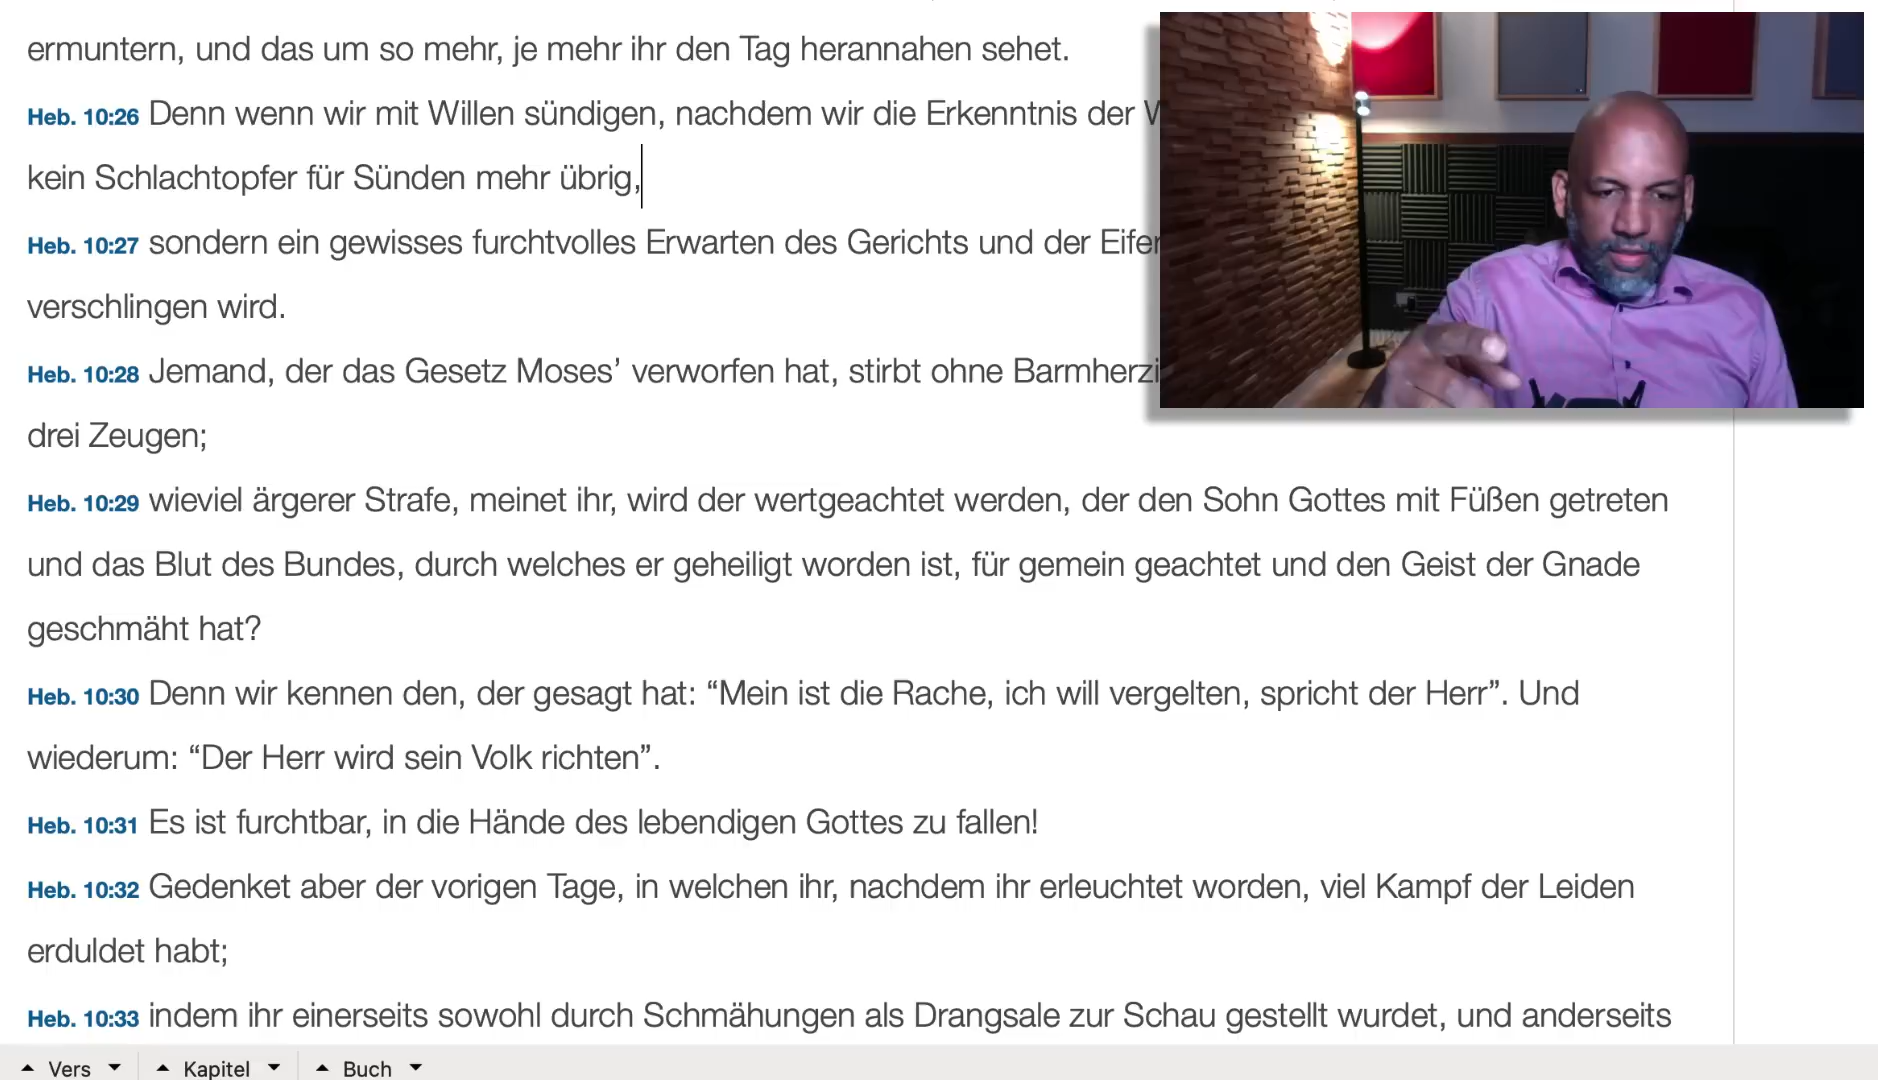 ermuntern, und das um so mehr, je mehr ihr den Tag herannahen sehet.
Heb. 10:26 Denn wenn wir mit Willen sündigen, nachdem wir die Erkenntnis der
kein Schlachtopfer für Sünden mehr übrig,
Heb. 10:27 sondern ein gewisses furchtvolles Erwarten des Gerichts und der
verschlingen wird.
Heb. 10:28 Jemand, der das Gesetz Moses’ verworfen hat, stirbt ohne
drei Zeugen;
Heb. 10:29 wieviel ärgerer Strafe, meinet ihr, wird der wertgeachtet werden, der den Sohn Gottes mit Füßen getreten
und das Blut des Bundes, durch welches er geheiligt worden ist, für gemein geachtet und den Geist der Gnade
geschmäht hat?
Heb. 10:30 Denn wir kennen den, der gesagt hat: “Mein ist die Rache, ich will vergelten, spricht der Herr”. Und
wiederum: “Der Herr wird sein Volk richten”.
Heb. 10:31 Es ist furchtbar, in die Hände des lebendigen Gottes zu fallen!
Heb. 10:32 Gedenket aber der vorigen Tage, in welchen ihr, nachdem ihr erleuchtet worden, viel Kampf der Leiden
erduldet habt;
Heb. 10:33 indem ihr einerseits sowohl durch Schmähungen als Drangsale zur Schau gestellt wurdet, und anderseits
Vers Kapitel Buch